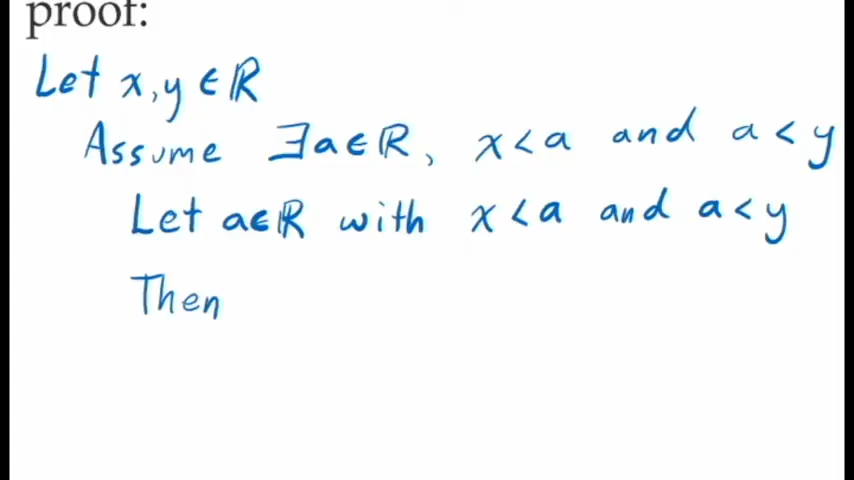 proof:
Let x, y ∈ ℝ
Assume ∃a∈ℝ, x<a and a<y
Let a∈ℝ with x<a and a<y
Then